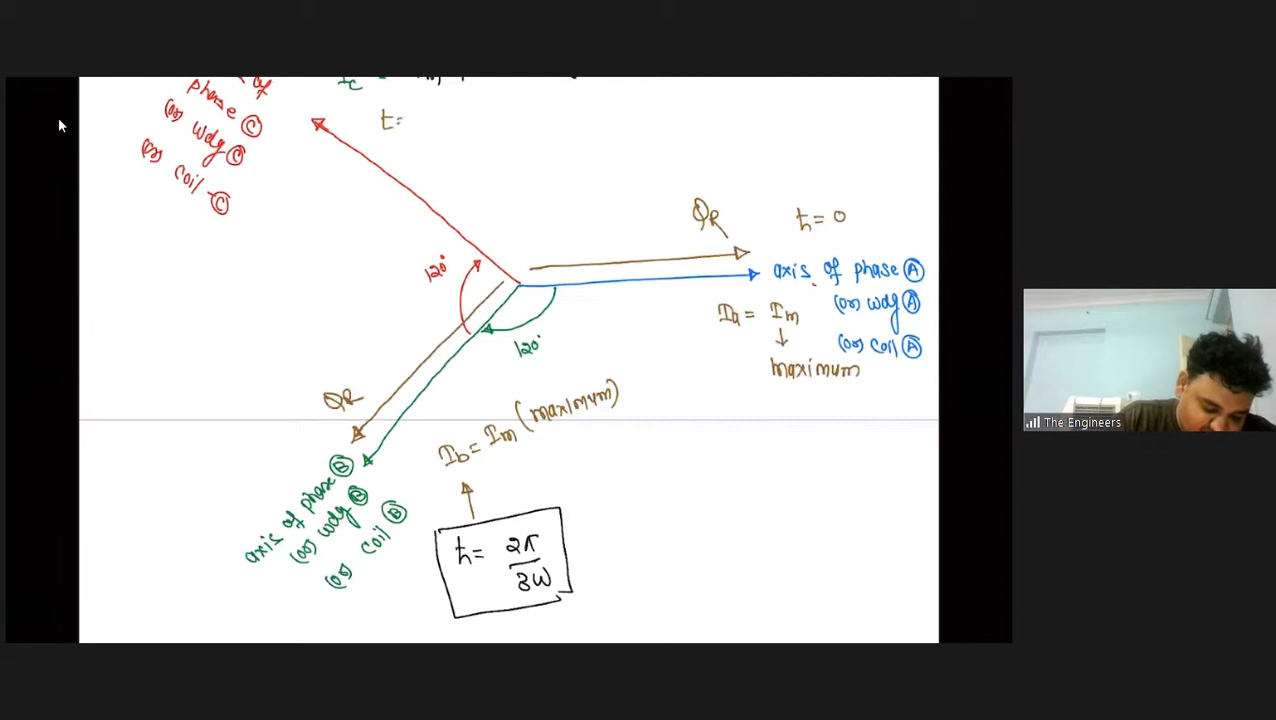 of
phase C
(or) wdg C
(or) coil - C
t=
ΦR
t = 0
axis of phase A
(or) wdg A
(or) coil A
Ia = Im
↓
maximum
120°
120°
ΦR
Ib = Im (maximum)
axis of phase B
(or) wdg B
(or) coil B
t = 2π/3ω
The Engineers